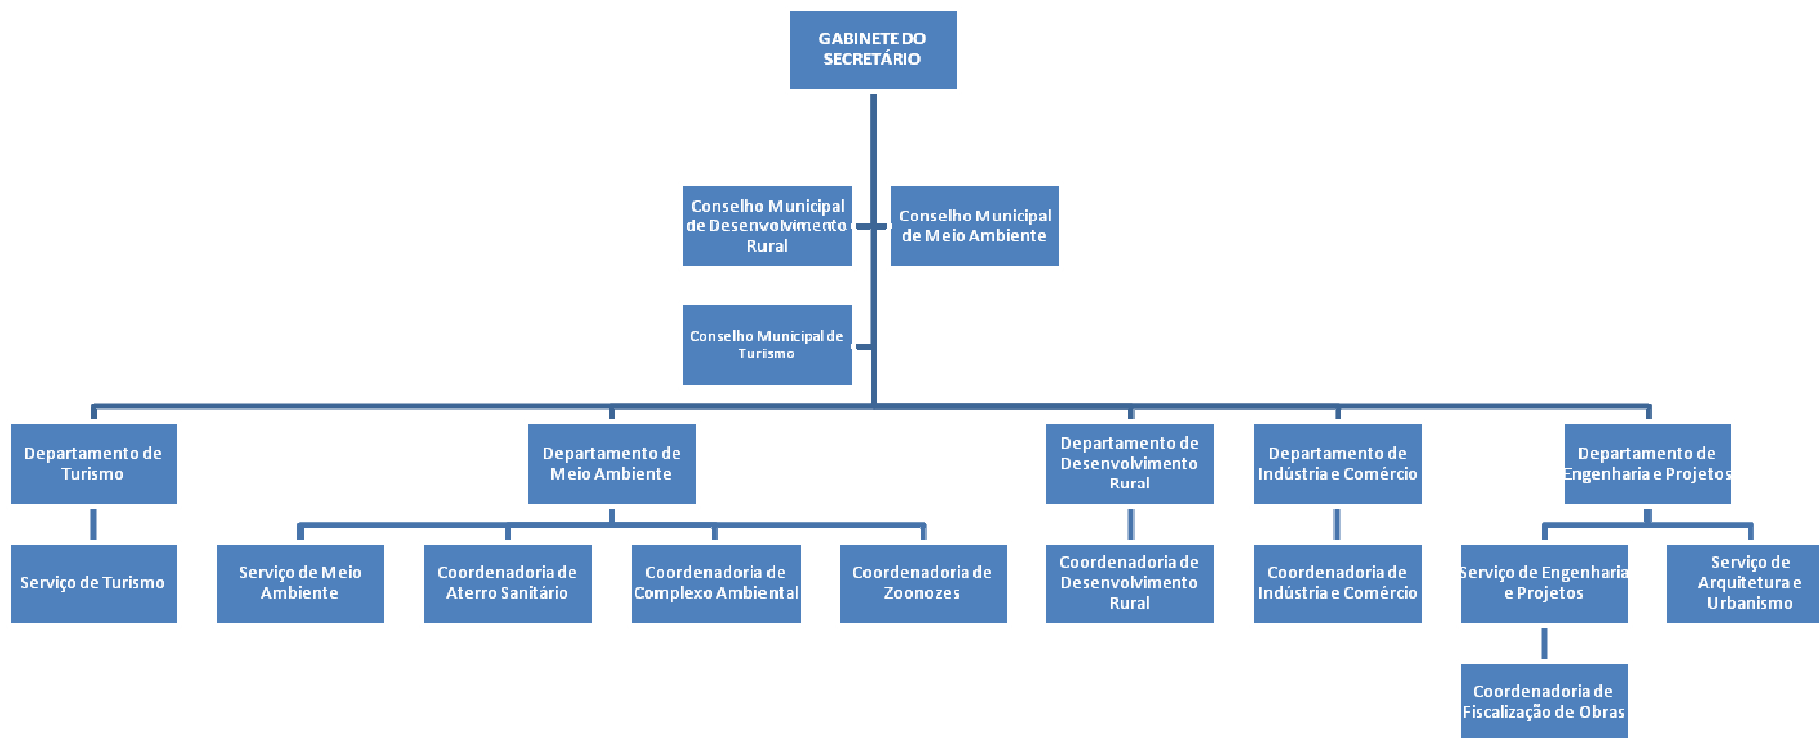 GABINETE DO
SECRETÁRIO
Conselho Municipal
de Desenvolvimento
Rural
Conselho Municipal
de Meio Ambiente
Conselho Municipal de
Turismo
Departamento de
Turismo
Departamento de
Meio Ambiente
Departamento de
Desenvolvimento
Rural
Departamento de
Indústria e Comércio
Departamento de
Engenharia e Projetos
Serviço de Turismo
Serviço de Meio
Ambiente
Coordenadoria de
Aterro Sanitário
Coordenadoria de
Complexo Ambiental
Coordenadoria de
Zoonozes
Coordenadoria de
Desenvolvimento
Rural
Coordenadoria de
Indústria e Comércio
Serviço de Engenharia
e Projetos
Serviço de
Arquitetura e
Urbanismo
Coordenadoria de
Fiscalização de Obras